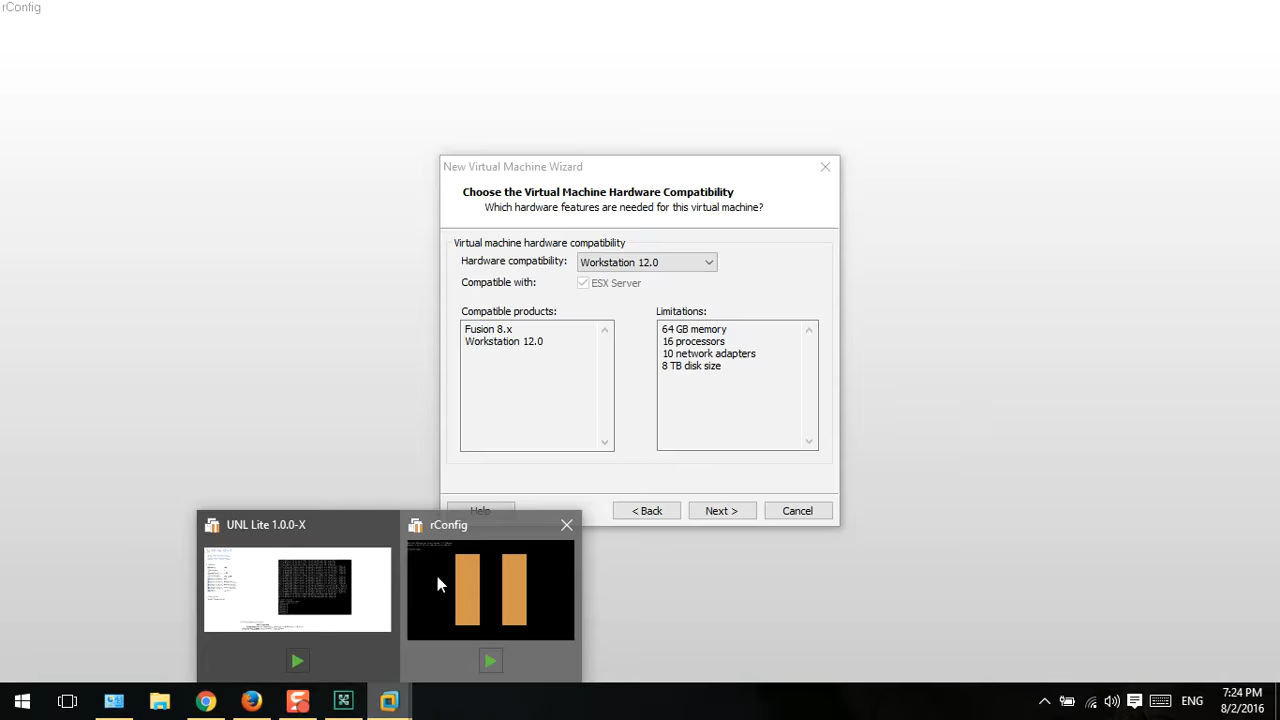 rConfig
New Virtual Machine Wizard
Choose the Virtual Machine Hardware Compatibility
Which hardware features are needed for this virtual machine?
Virtual machine hardware compatibility
Hardware compatibility: Workstation 12.0
Compatible with: ESX Server
Compatible products: Limitations:
Fusion 8.x
Workstation 12.0
64 GB memory
16 processors
10 network adapters
8 TB disk size
Help < Back Next > Cancel
UNL Lite 1.0.0-X rConfig
ENG
7:24 PM
8/2/2016